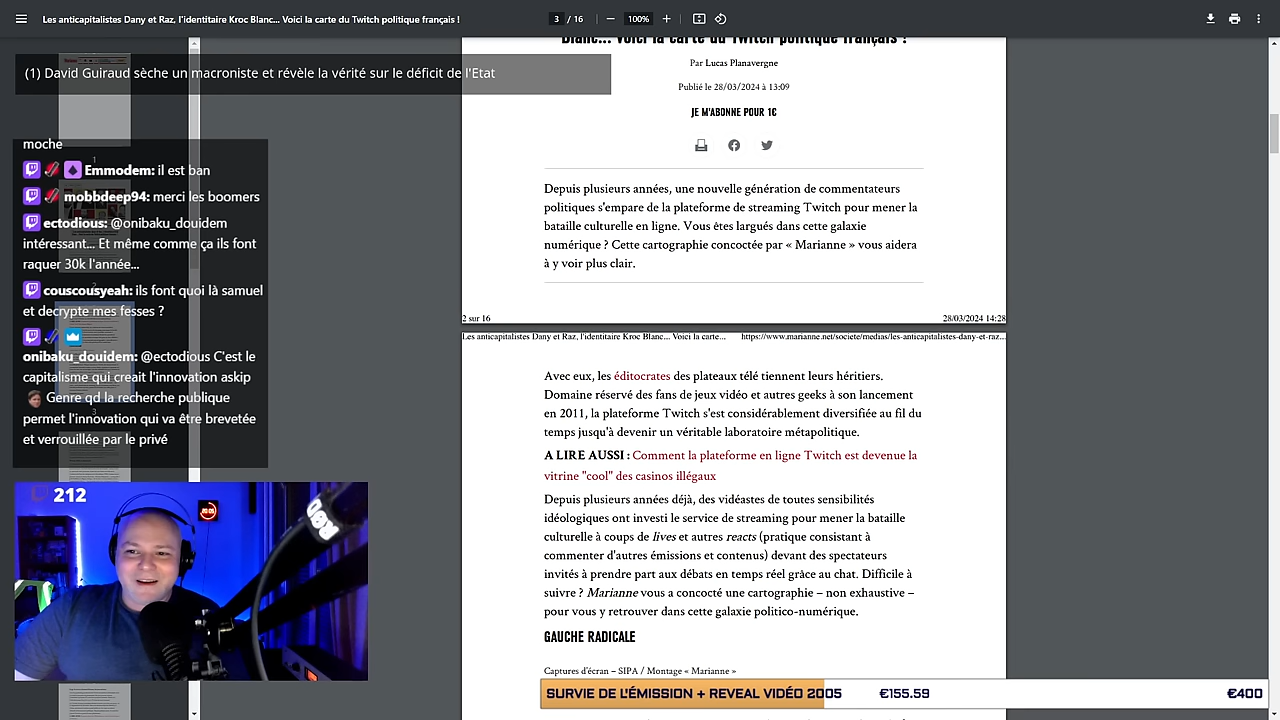 Les anticapitalistes Dany et Raz, l'identitaire Kroc Blanc... Voici la carte du Twitch politique français !
3 / 16
100%
Blanc... Voici la carte du Twitch politique français !
Par Lucas Planavergne
Publié le 28/03/2024 à 13:09
JE M'ABONNE POUR 1€
Depuis plusieurs années, une nouvelle génération de commentateurs
politiques s'empare de la plateforme de streaming Twitch pour mener la
bataille culturelle en ligne. Vous êtes largués dans cette galaxie
numérique ? Cette cartographie concoctée par « Marianne » vous aidera
à y voir plus clair.
2 sur 16
28/03/2024 14:28
Les anticapitalistes Dany et Raz, l'identitaire Kroc Blanc... Voici la carte...
https://www.marianne.net/societe/medias/les-anticapitalistes-dany-et-raz...
Avec eux, les éditocrates des plateaux télé tiennent leurs héritiers.
Domaine réservé des fans de jeux vidéo et autres geeks à son lancement
en 2011, la plateforme Twitch s'est considérablement diversifiée au fil du
temps jusqu'à devenir un véritable laboratoire métapolitique.
A LIRE AUSSI : Comment la plateforme en ligne Twitch est devenue la
vitrine "cool" des casinos illégaux
Depuis plusieurs années déjà, des vidéastes de toutes sensibilités
idéologiques ont investi le service de streaming pour mener la bataille
culturelle à coups de lives et autres reacts (pratique consistant à
commenter d'autres émissions et contenus) devant des spectateurs
invités à prendre part aux débats en temps réel grâce au chat. Difficile à
suivre ? Marianne vous a concocté une cartographie – non exhaustive –
pour vous y retrouver dans cette galaxie politico-numérique.
GAUCHE RADICALE
Captures d'écran – SIPA / Montage « Marianne »
David Guiraud sèche un macroniste et révèle la vérité sur le déficit de l'Etat
1
Emmodem: il est ban
mobbdeep94: merci les boomers
ectodious: @onibaku_douidem
intéressant... Et même comme ça ils font
raquer 30k l'année...
2
couscousyeah: ils font quoi là samuel
et decrypte mes fesses ?
onibaku_douidem: @ectodious C'est le
capitalisme qui creait l'innovation askip
Genre qd la recherche publique
3
permet l'innovation qui va être brevetée
et verrouillée par le privé
212
SURVIE DE L'ÉMISSION + REVEAL VIDÉO 2005
€155.59
€400